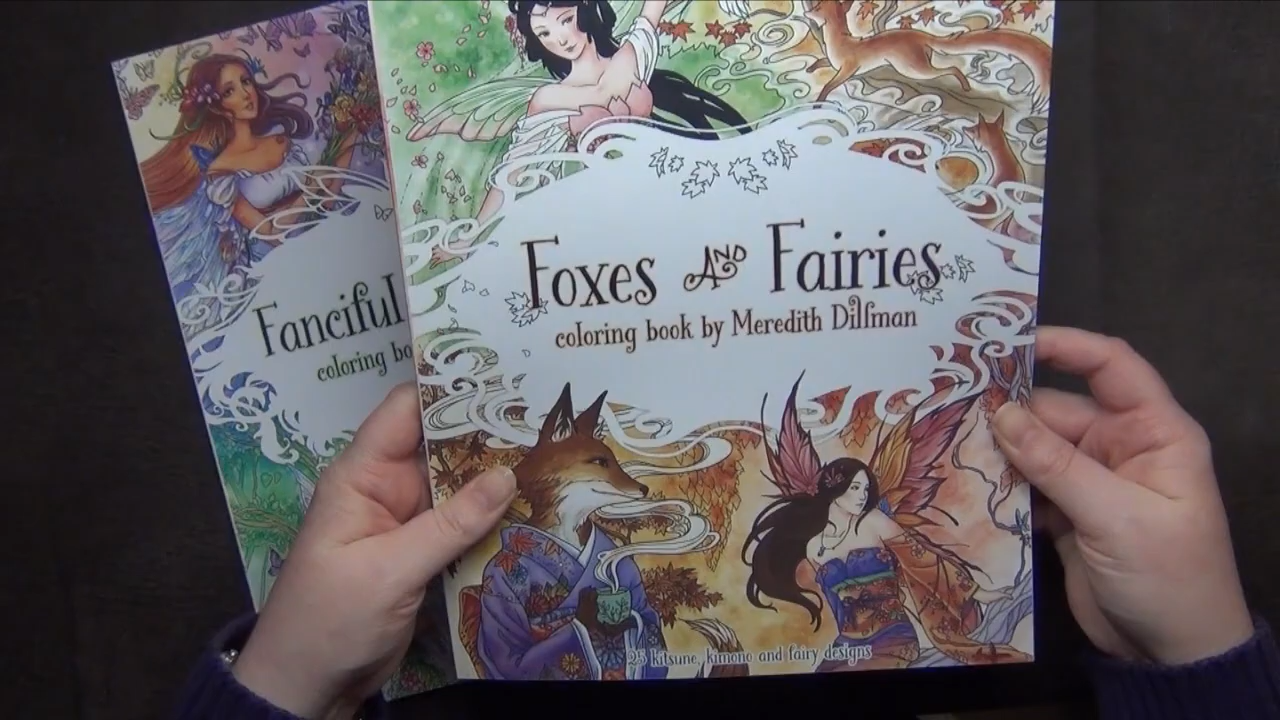 Foxes AND Fairies
coloring book by Meredith Dillman
25 kitsune, kimono and fairy designs
Fanciful
coloring bo